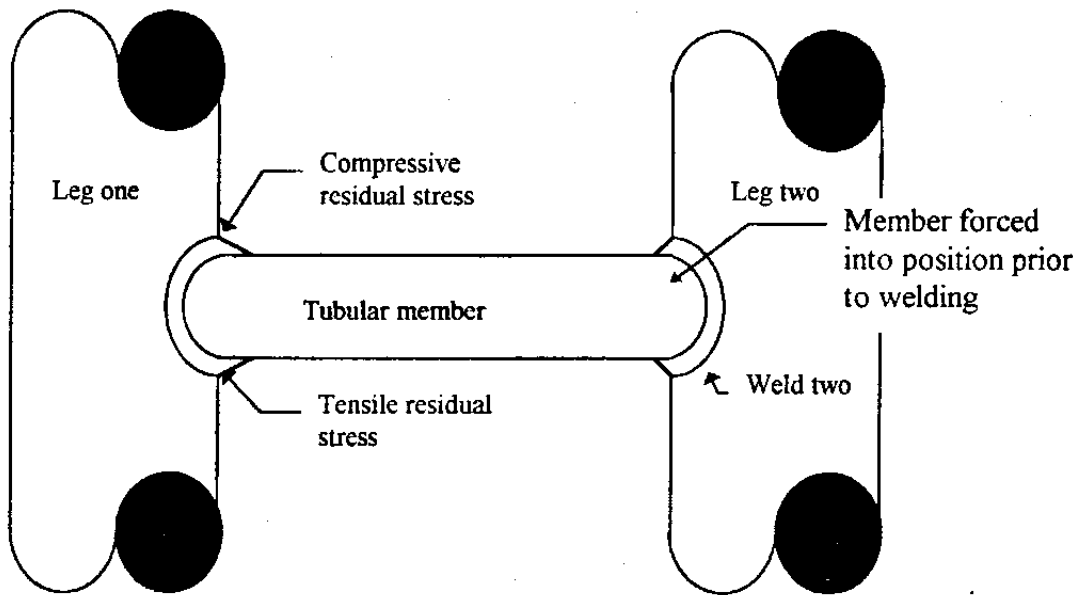 Leg one
Compressive
residual stress
Leg two
Member forced
into position prior
to welding
Tubular member
Weld two
Tensile residual
stress